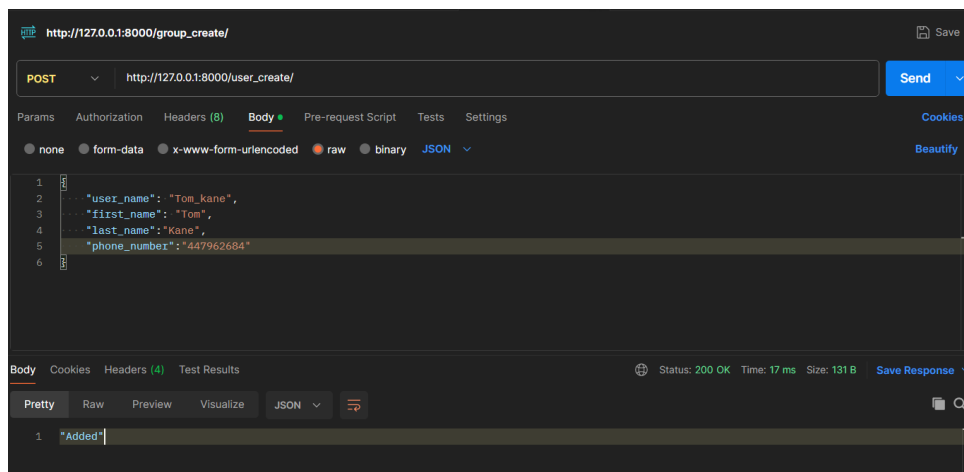 HTTP http://127.0.0.1:8000/group_create/ Save
POST http://127.0.0.1:8000/user_create/ Send
Params Authorization Headers (8) Body Pre-request Script Tests Settings Cookies
none form-data x-www-form-urlencoded raw binary JSON Beautify
1 {
2 "user_name": "Tom_kane",
3 "first_name": "Tom",
4 "last_name":"Kane",
5 "phone_number":"447962684"
6 }
Body Cookies Headers (4) Test Results Status: 200 OK Time: 17 ms Size: 131 B Save Response
Pretty Raw Preview Visualize JSON
1 "Added"